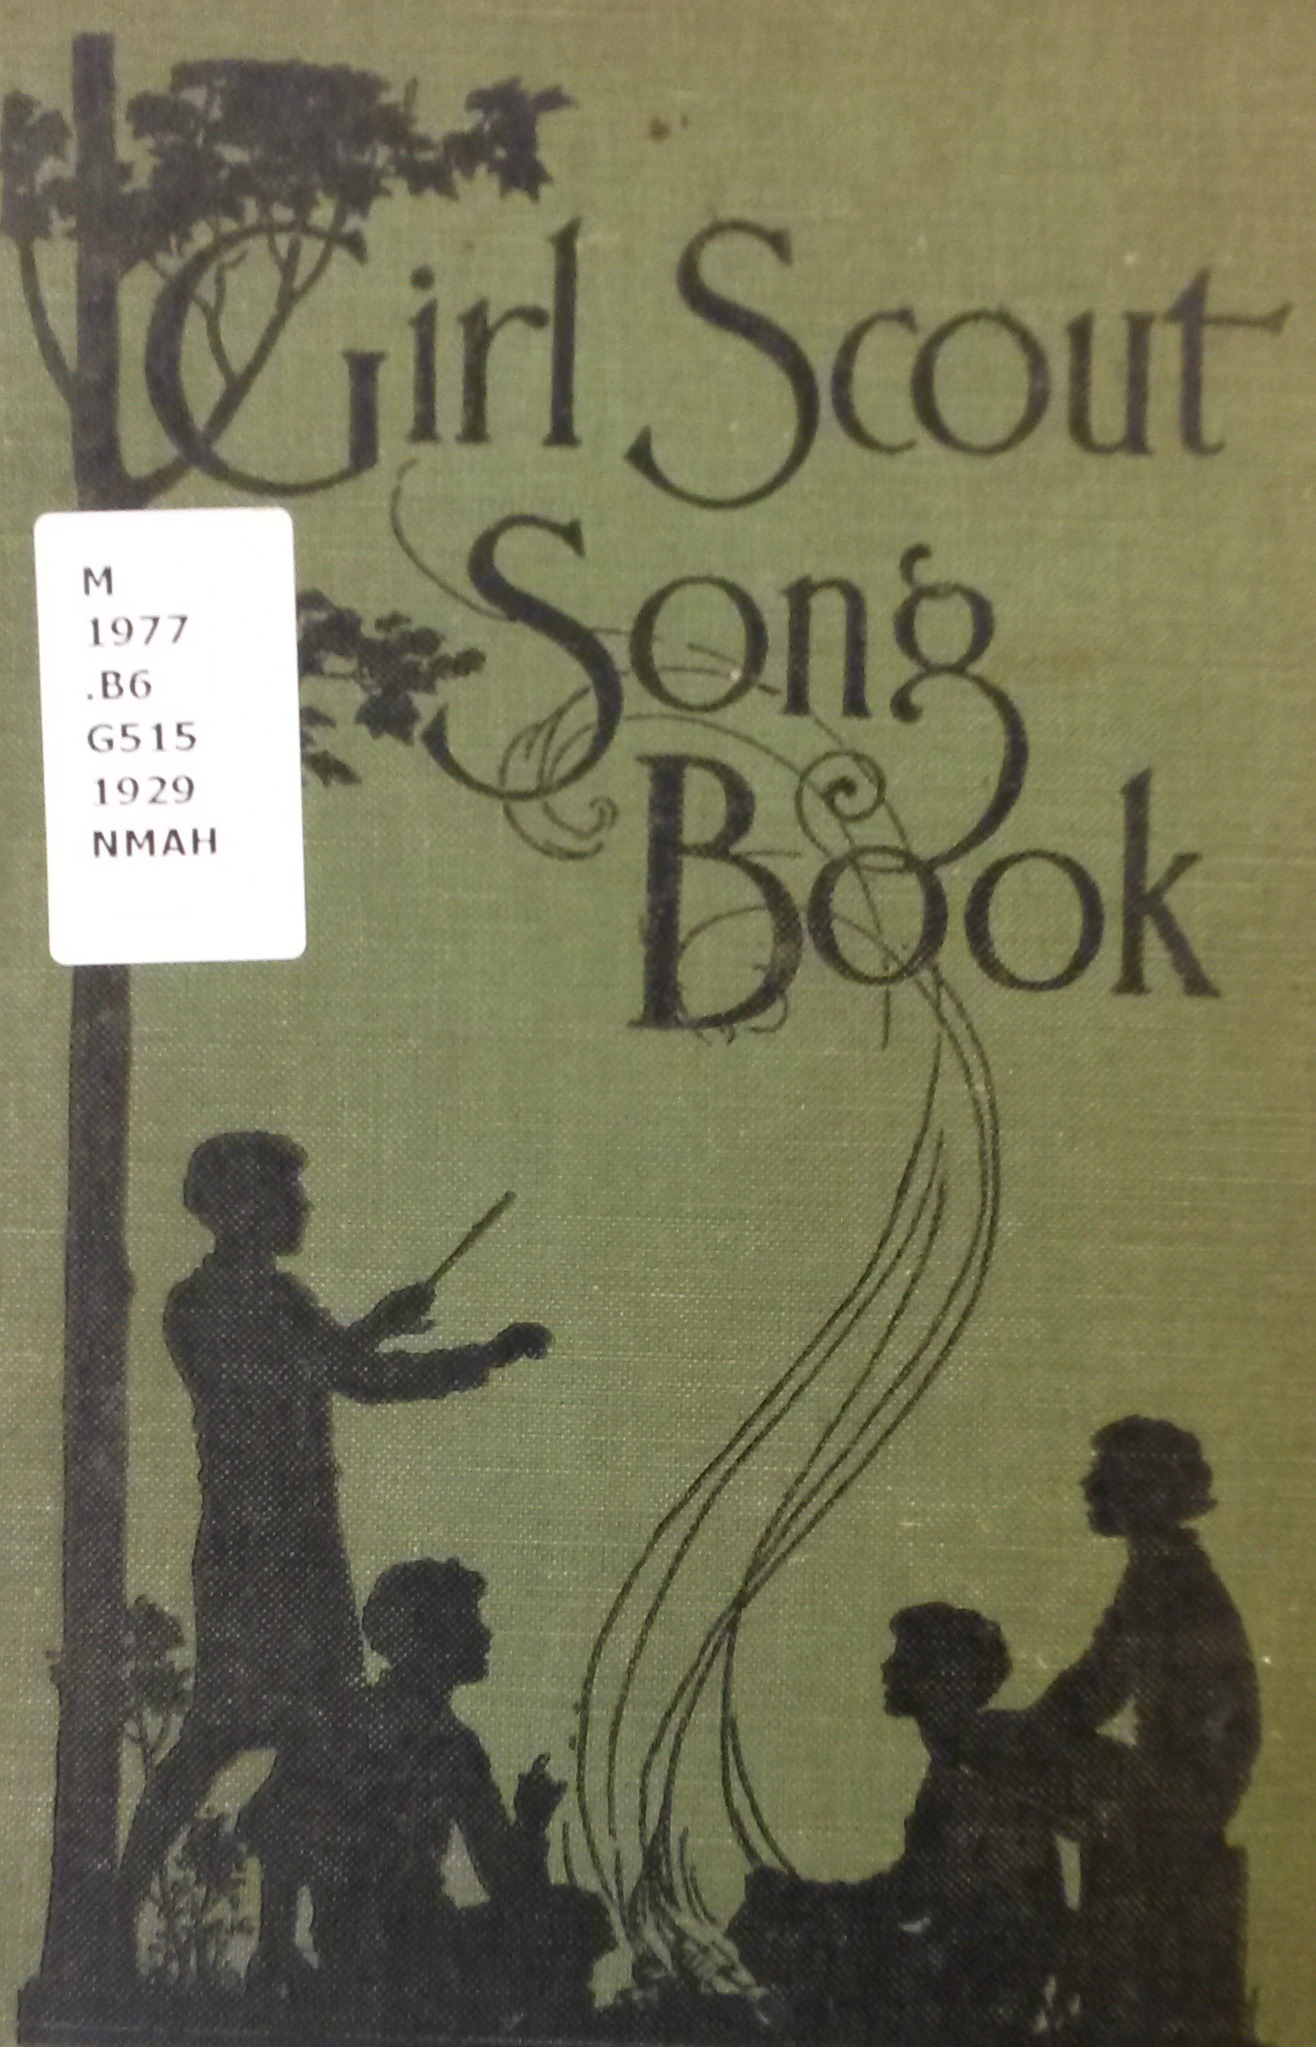 Girl Scout
Song
Book
M
1977
.B6
G515
1929
NMAH